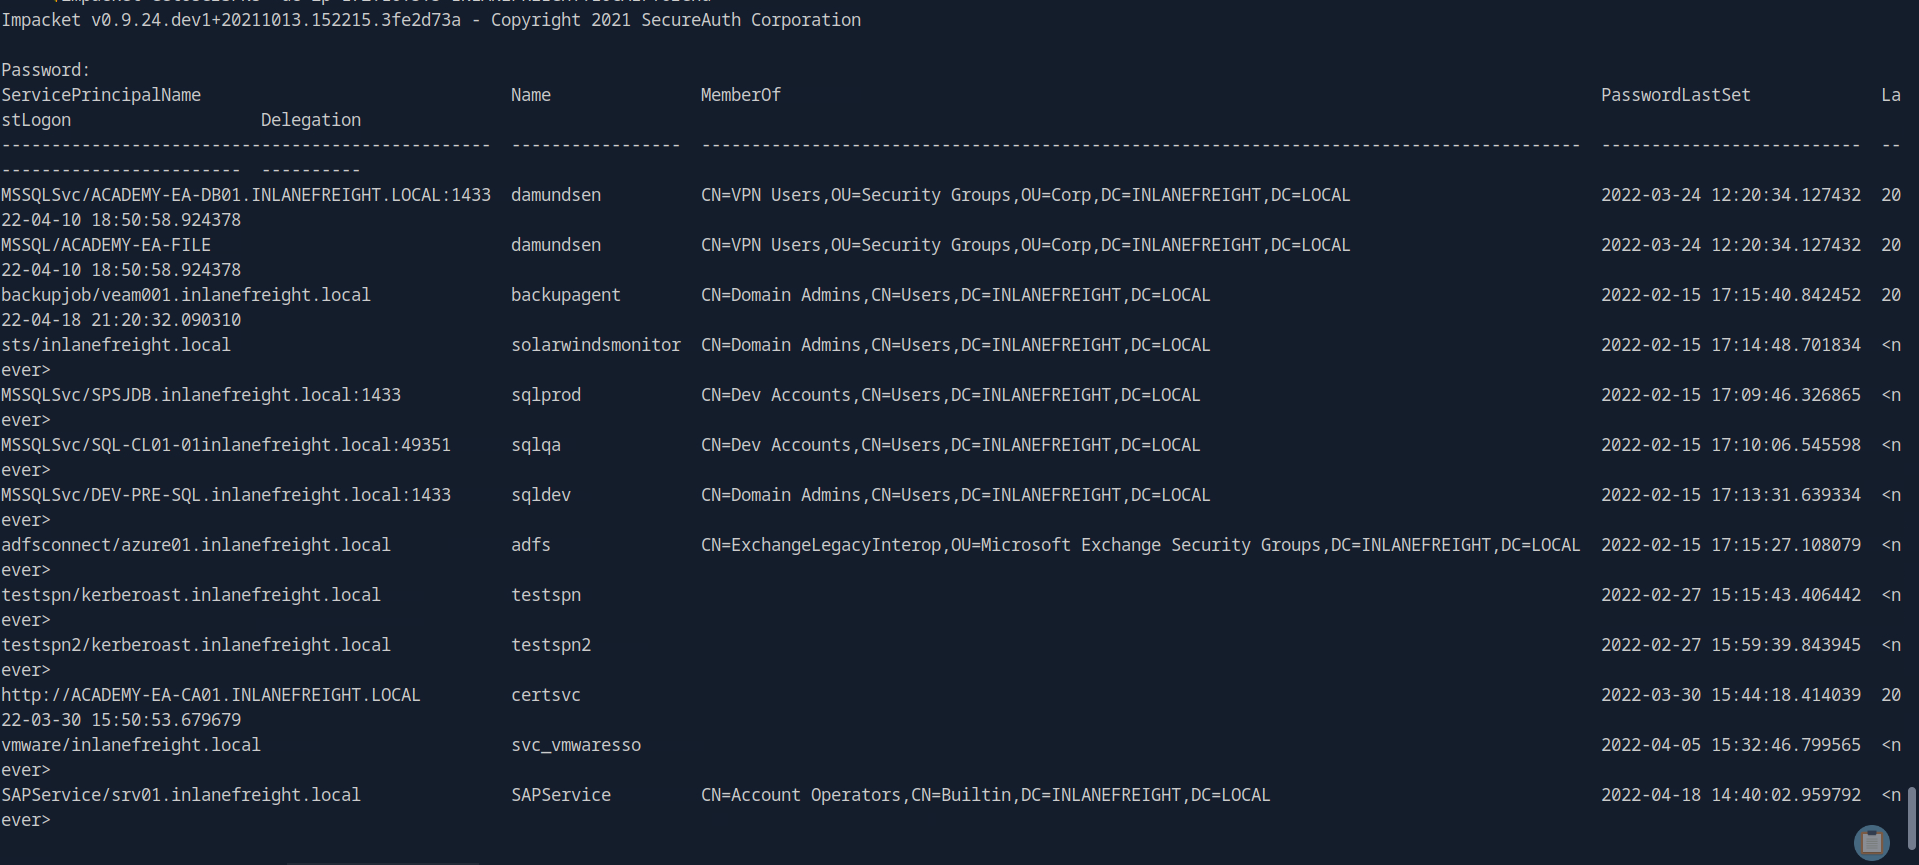 Impacket v0.9.24.dev1+20211013.152215.3fe2d73a - Copyright 2021 SecureAuth Corporation
Password:
ServicePrincipalName Name MemberOf PasswordLastSet La
stLogon Delegation
------------------------------------------------- ----------------- ---------------------------------------------------------------------------------------- -------------------------- --
------------------------ ----------
MSSQLSvc/ACADEMY-EA-DB01.INLANEFREIGHT.LOCAL:1433 damundsen CN=VPN Users,OU=Security Groups,OU=Corp,DC=INLANEFREIGHT,DC=LOCAL 2022-03-24 12:20:34.127432 20
22-04-10 18:50:58.924378
MSSQL/ACADEMY-EA-FILE damundsen CN=VPN Users,OU=Security Groups,OU=Corp,DC=INLANEFREIGHT,DC=LOCAL 2022-03-24 12:20:34.127432 20
22-04-10 18:50:58.924378
backupjob/veam001.inlanefreight.local backupagent CN=Domain Admins,CN=Users,DC=INLANEFREIGHT,DC=LOCAL 2022-02-15 17:15:40.842452 20
22-04-18 21:20:32.090310
sts/inlanefreight.local solarwindsmonitor CN=Domain Admins,CN=Users,DC=INLANEFREIGHT,DC=LOCAL 2022-02-15 17:14:48.701834 <n
ever>
MSSQLSvc/SPSJDB.inlanefreight.local:1433 sqlprod CN=Dev Accounts,CN=Users,DC=INLANEFREIGHT,DC=LOCAL 2022-02-15 17:09:46.326865 <n
ever>
MSSQLSvc/SQL-CL01-01inlanefreight.local:49351 sqlqa CN=Dev Accounts,CN=Users,DC=INLANEFREIGHT,DC=LOCAL 2022-02-15 17:10:06.545598 <n
ever>
MSSQLSvc/DEV-PRE-SQL.inlanefreight.local:1433 sqldev CN=Domain Admins,CN=Users,DC=INLANEFREIGHT,DC=LOCAL 2022-02-15 17:13:31.639334 <n
ever>
adfsconnect/azure01.inlanefreight.local adfs CN=ExchangeLegacyInterop,OU=Microsoft Exchange Security Groups,DC=INLANEFREIGHT,DC=LOCAL 2022-02-15 17:15:27.108079 <n
ever>
testspn/kerberoast.inlanefreight.local testspn 2022-02-27 15:15:43.406442 <n
ever>
testspn2/kerberoast.inlanefreight.local testspn2 2022-02-27 15:59:39.843945 <n
ever>
http://ACADEMY-EA-CA01.INLANEFREIGHT.LOCAL certsvc 2022-03-30 15:44:18.414039 20
22-03-30 15:50:53.679679
vmware/inlanefreight.local svc_vmwaresso 2022-04-05 15:32:46.799565 <n
ever>
SAPService/srv01.inlanefreight.local SAPService CN=Account Operators,CN=Builtin,DC=INLANEFREIGHT,DC=LOCAL 2022-04-18 14:40:02.959792 <n
ever>